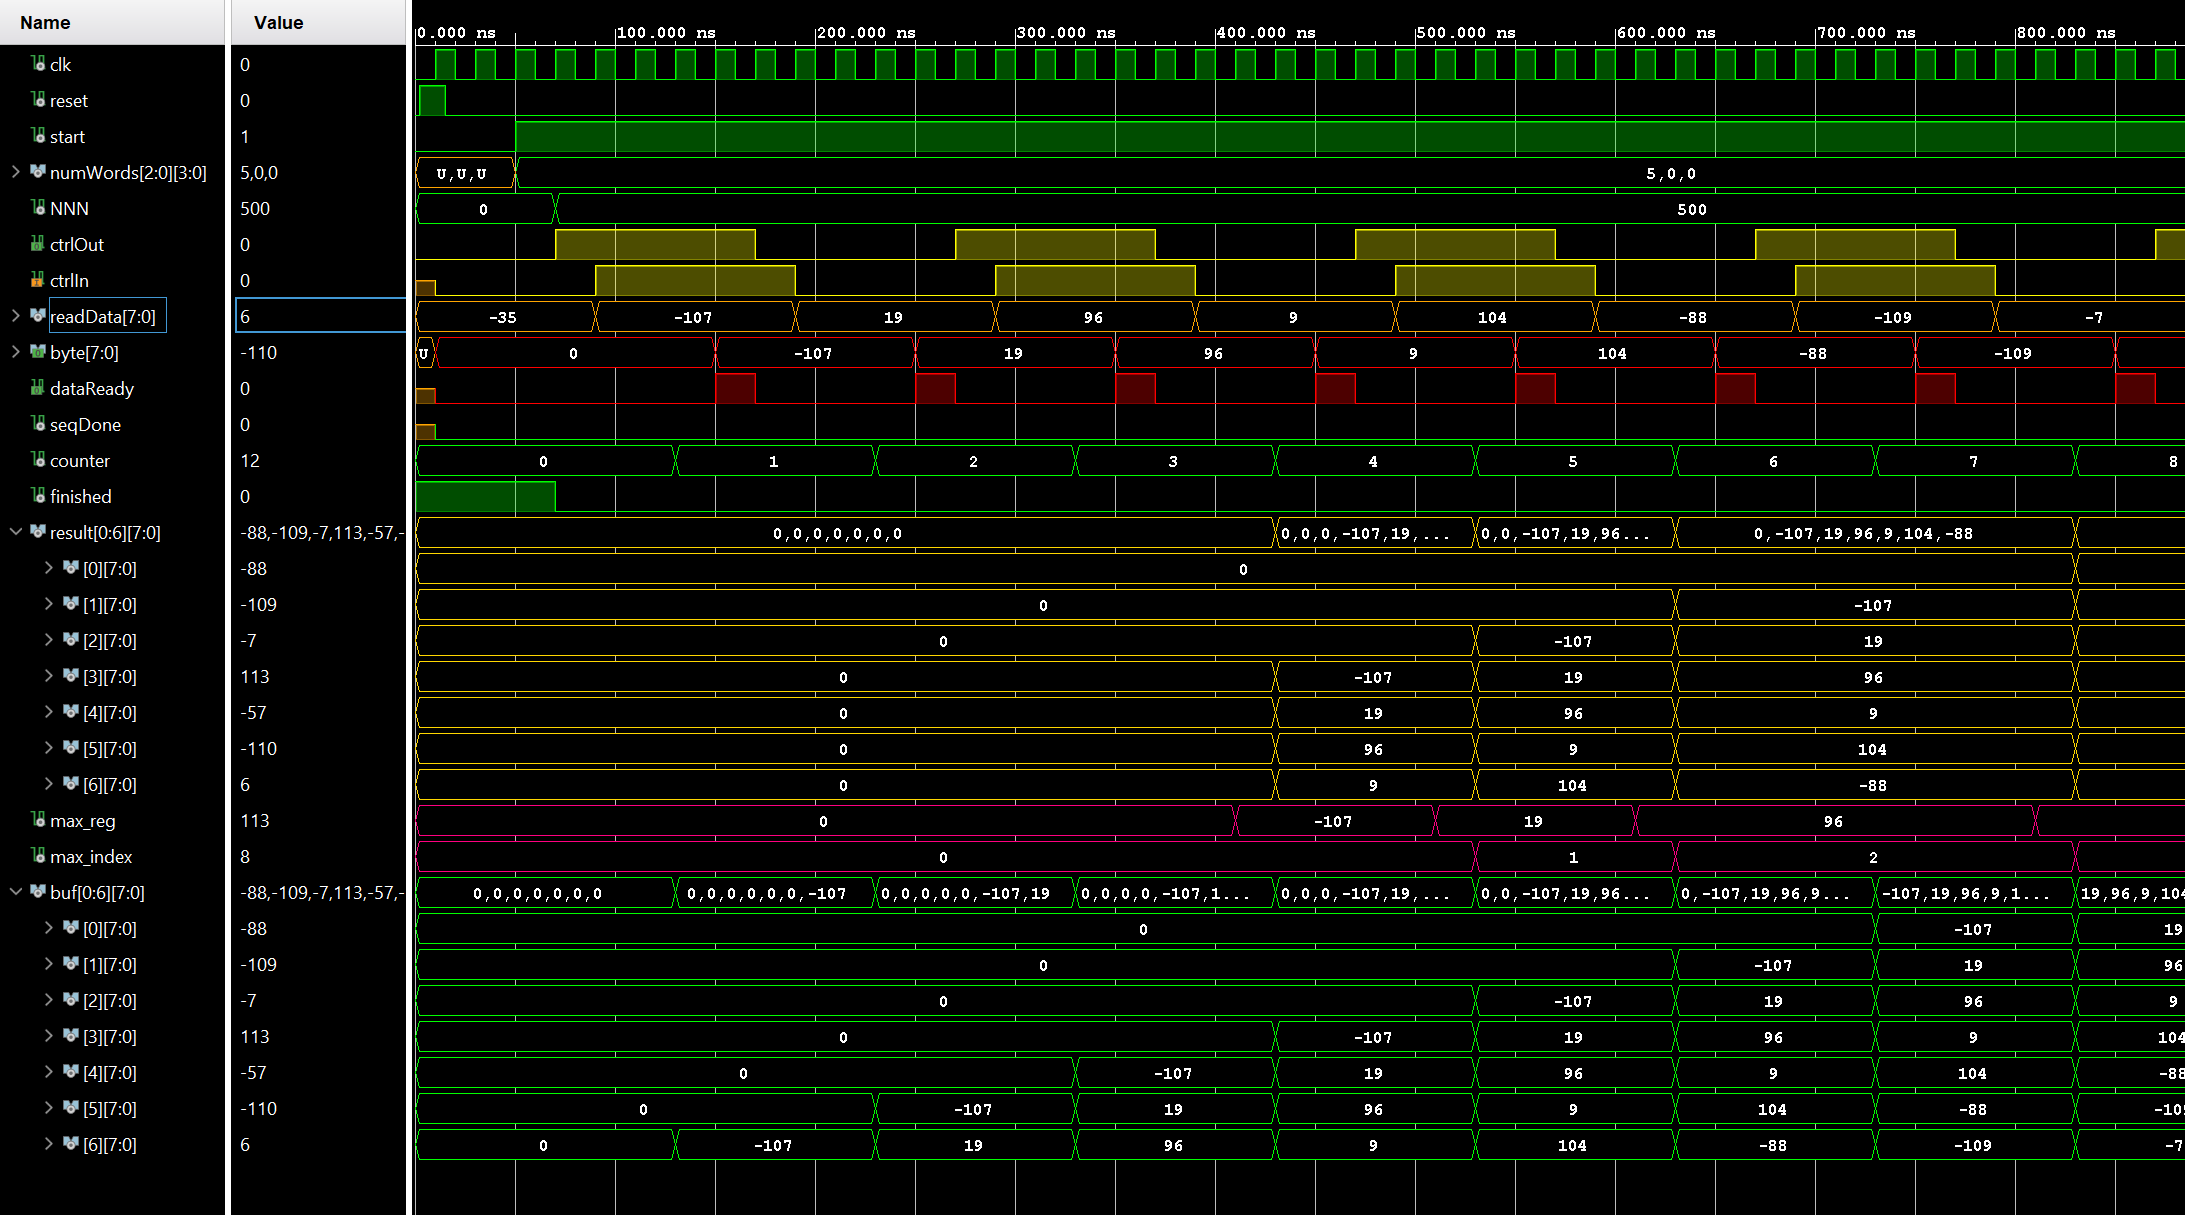 Name Value
0.000 ns 100.000 ns 200.000 ns 300.000 ns 400.000 ns 500.000 ns 600.000 ns 700.000 ns 800.000 ns
clk 0
reset 0
start 1
numWords[2:0][3:0] 5,0,0 U,U,U 5,0,0
NNN 500 0 500
ctrlOut 0
ctrlIn 0
readData[7:0] 6 -35 -107 19 96 9 104 -88 -109 -7
byte[7:0] -110 U 0 -107 19 96 9 104 -88 -109
dataReady 0
seqDone 0
counter 12 0 1 2 3 4 5 6 7 8
finished 0
result[0:6][7:0] -88,-109,-7,113,-57,- 0,0,0,0,0,0,0 0,0,0,-107,19,... 0,0,-107,19,96... 0,-107,19,96,9,104,-88
[0][7:0] -88 0
[1][7:0] -109 0 -107
[2][7:0] -7 0 -107 19
[3][7:0] 113 0 -107 19 96
[4][7:0] -57 0 19 96 9
[5][7:0] -110 0 96 9 104
[6][7:0] 6 0 9 104 -88
max_reg 113 0 -107 19 96
max_index 8 0 1 2
buf[0:6][7:0] -88,-109,-7,113,-57,- 0,0,0,0,0,0,0 0,0,0,0,0,0,-107 0,0,0,0,0,-107,19 0,0,0,0,-107,1... 0,0,0,-107,19,... 0,0,-107,19,96... 0,-107,19,96,9... -107,19,96,9,1... 19,96,9,104
[0][7:0] -88 0 -107 19
[1][7:0] -109 0 -107 19 96
[2][7:0] -7 0 -107 19 96 9
[3][7:0] 113 0 -107 19 96 9 104
[4][7:0] -57 0 -107 19 96 9 104 -88
[5][7:0] -110 0 -107 19 96 9 104 -88 -109
[6][7:0] 6 0 -107 19 96 9 104 -88 -109 -7